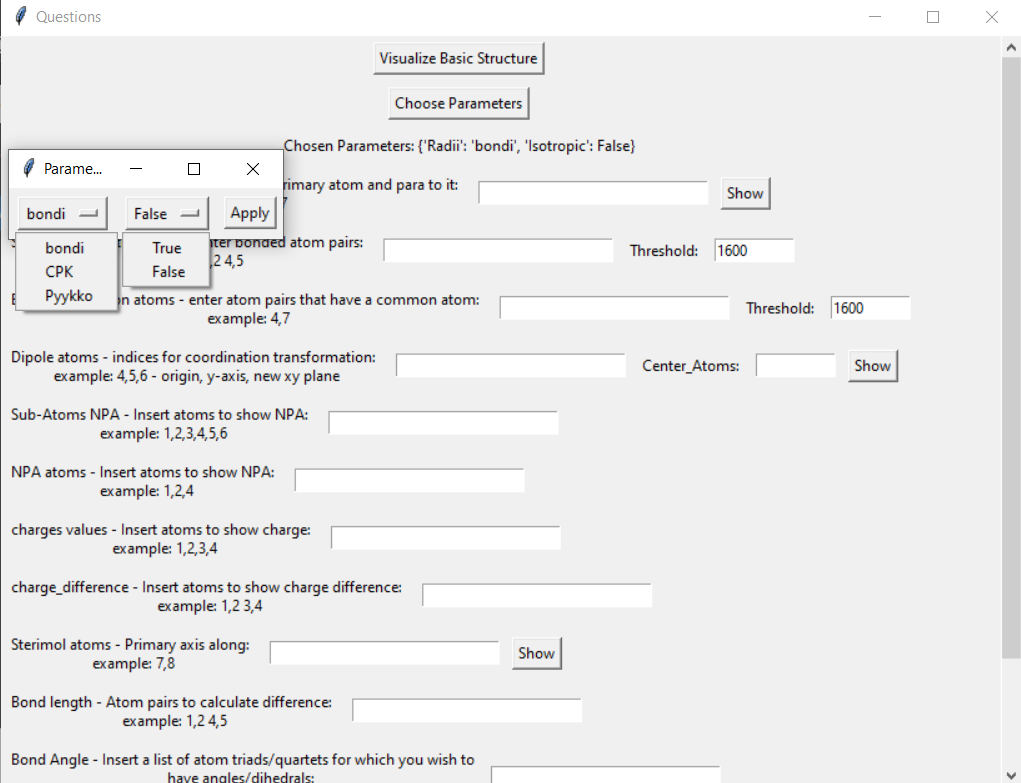 Questions
Visualize Basic Structure
Choose Parameters
Chosen Parameters: {'Radii': 'bondi', 'Isotropic': False}
Parame...
rimary atom and para to it:
Show
bondi
False
Apply
bondi
CPK
Pyykko
True
False
nter bonded atom pairs:
,2 4,5
Threshold:
1600
on atoms - enter atom pairs that have a common atom:
example: 4,7
Threshold:
1600
Dipole atoms - indices for coordination transformation:
example: 4,5,6 - origin, y-axis, new xy plane
Center_Atoms:
Show
Sub-Atoms NPA - Insert atoms to show NPA:
example: 1,2,3,4,5,6
NPA atoms - Insert atoms to show NPA:
example: 1,2,4
charges values - Insert atoms to show charge:
example: 1,2,3,4
charge_difference - Insert atoms to show charge difference:
example: 1,2 3,4
Sterimol atoms - Primary axis along:
example: 7,8
Show
Bond length - Atom pairs to calculate difference:
example: 1,2 4,5
Bond Angle - Insert a list of atom triads/quartets for which you wish to
have angles/dihedrals: